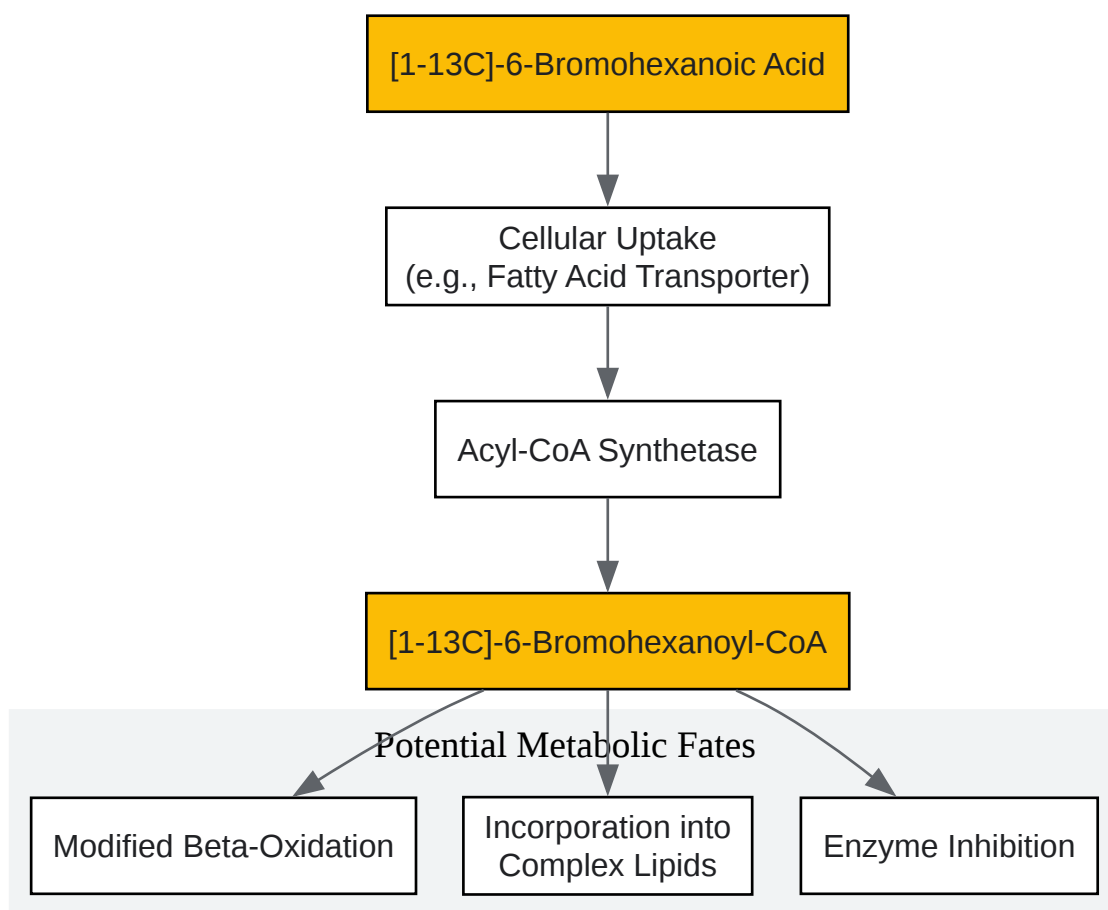 [1-13C]-6-Bromohexanoic Acid
Cellular Uptake
(e.g., Fatty Acid Transporter)
Acyl-CoA Synthetase
[1-13C]-6-Bromohexanoyl-CoA
Potential Metabolic Fates
Modified Beta-Oxidation
Incorporation into
Complex Lipids
Enzyme Inhibition